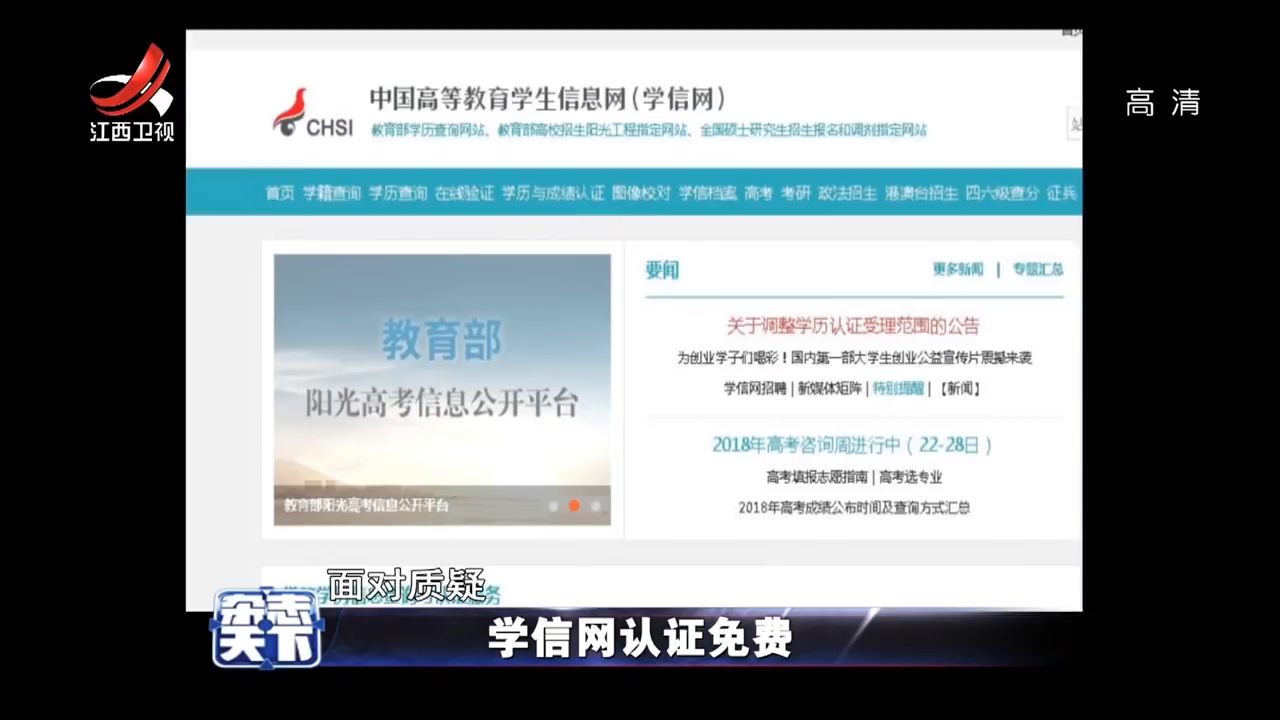 江西卫视
高清
CHSI
中国高等教育学生信息网（学信网）
教育部学历查询网站、教育部高校招生阳光工程指定网站、全国硕士研究生招生报名和调剂指定网站
首页 学籍查询 学历查询 在线验证 学历与成绩认证 图像校对 学信档案 高考 考研 政法招生 港澳台招生 四六级查分 征兵
教育部
阳光高考信息公开平台
教育部阳光高考信息公开平台
要闻
更多新闻 | 专题汇总
关于调整学历认证受理范围的公告
为创业学子们喝彩！国内第一部大学生创业公益宣传片震撼来袭
学信网招聘 | 新媒体矩阵 | 特别提醒 | 【新闻】
2018年高考咨询周进行中（22-28日）
高考填报志愿指南 | 高考选专业
2018年高考成绩公布时间及查询方式汇总
面对质疑
杂志天下
学信网认证免费